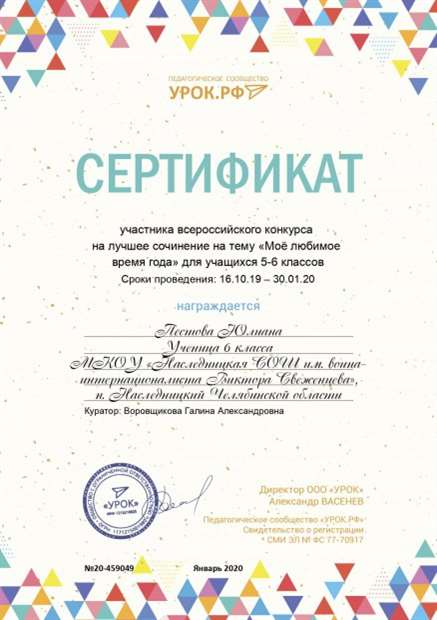 ПЕДАГОГИЧЕСКОЕ СООБЩЕСТВО
УРОК.РФ
СЕРТИФИКАТ
участника всероссийского конкурса
на лучшее сочинение на тему «Моё любимое
время года» для учащихся 5-6 классов
Сроки проведения: 16.10.19 – 30.01.20
награждается
Пестова Юлиана
Ученица 6 класса
МКОУ «Наследницкая СОШ им. воина-
интернационалиста Виктора Свеженцева»,
п. Наследницкий Челябинской области
Куратор: Воровщикова Галина Александровна
«УРОК»
Директор ООО «УРОК»
Александр ВАСЕНЕВ
Педагогическое сообщество «УРОК.РФ»
Свидетельство о регистрации
СМИ ЭЛ № ФС 77-70917
№20-459049
Январь 2020